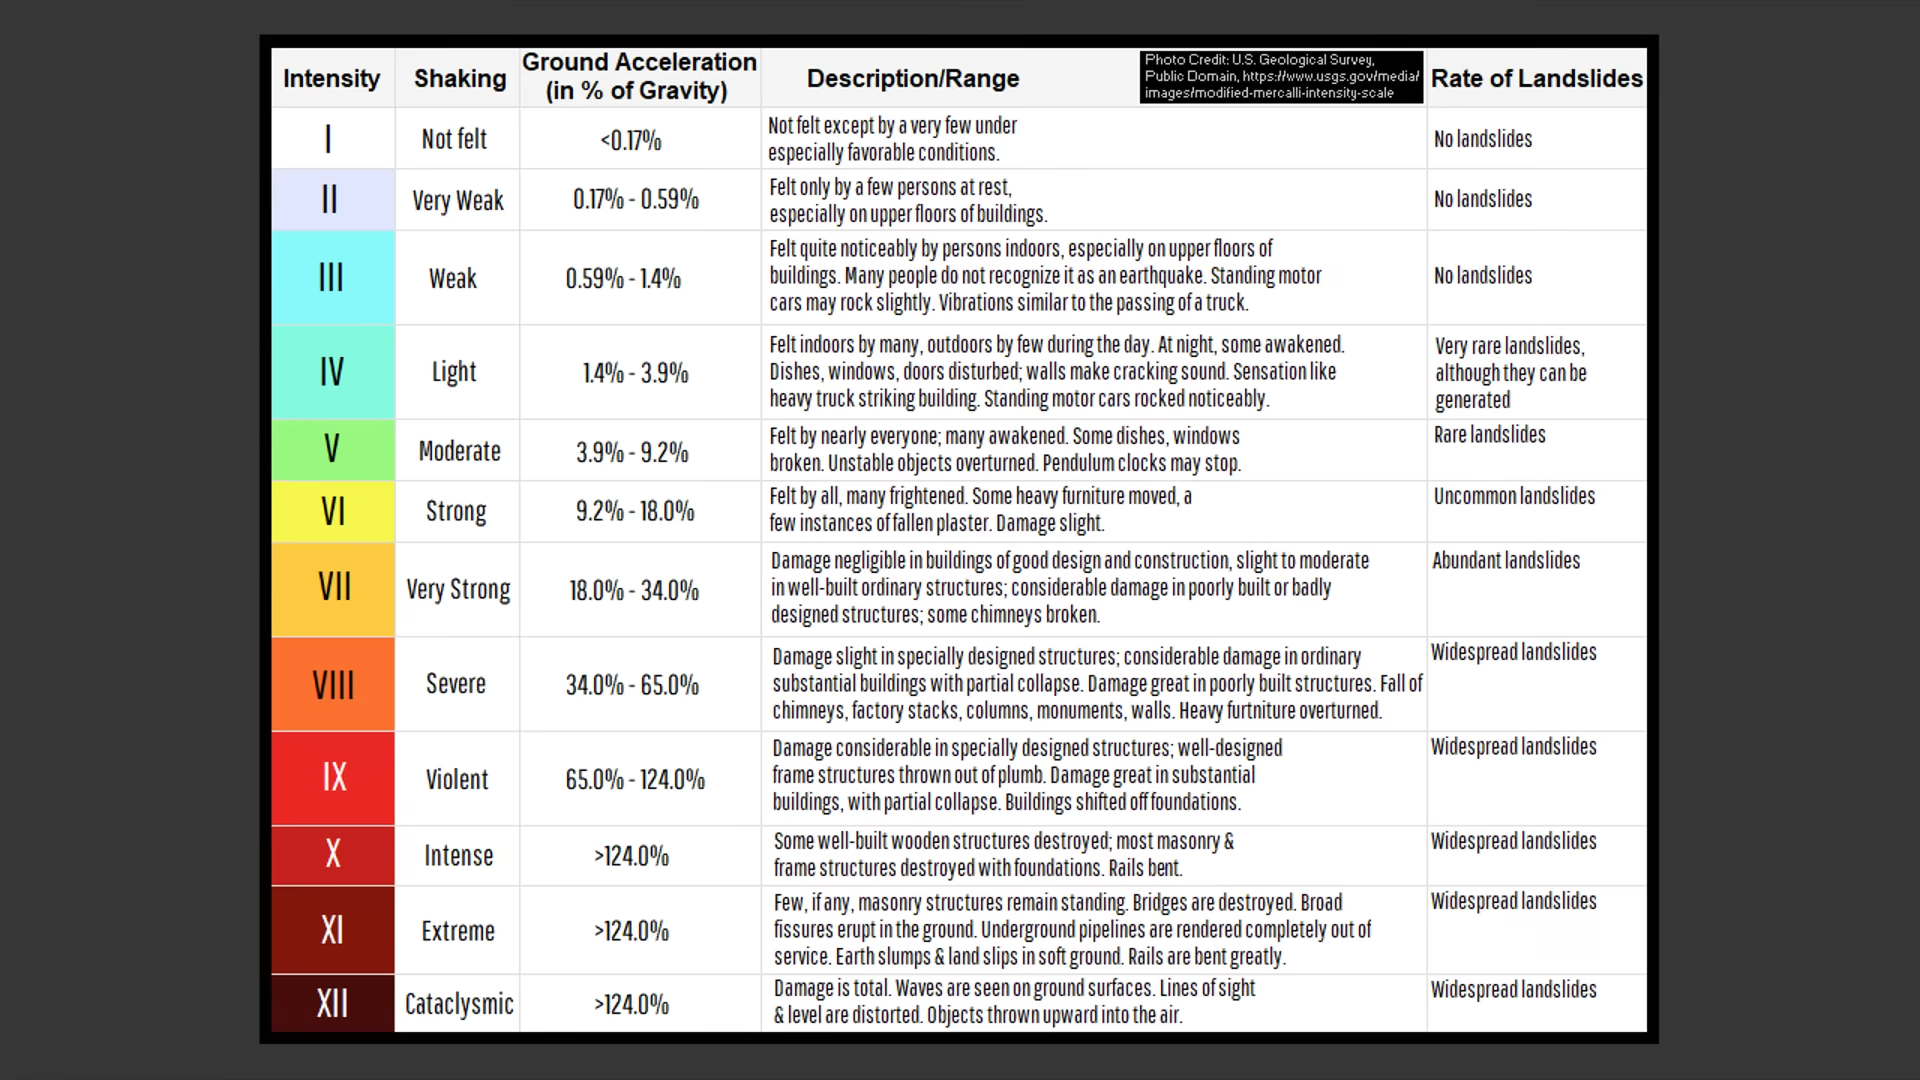 Intensity
Shaking
Ground Acceleration
(in % of Gravity)
Description/Range
Photo Credit: U.S. Geological Survey,
Public Domain, https://www.usgs.gov/media/
images/modified-mercalli-intensity-scale
Rate of Landslides
I
Not felt
<0.17%
Not felt except by a very few under
especially favorable conditions.
No landslides
II
Very Weak
0.17% - 0.59%
Felt only by a few persons at rest,
especially on upper floors of buildings.
No landslides
III
Weak
0.59% - 1.4%
Felt quite noticeably by persons indoors, especially on upper floors of
buildings. Many people do not recognize it as an earthquake. Standing motor
cars may rock slightly. Vibrations similar to the passing of a truck.
No landslides
IV
Light
1.4% - 3.9%
Felt indoors by many, outdoors by few during the day. At night, some awakened.
Dishes, windows, doors disturbed; walls make cracking sound. Sensation like
heavy truck striking building. Standing motor cars rocked noticeably.
Very rare landslides,
although they can be
generated
V
Moderate
3.9% - 9.2%
Felt by nearly everyone; many awakened. Some dishes, windows
broken. Unstable objects overturned. Pendulum clocks may stop.
Rare landslides
VI
Strong
9.2% - 18.0%
Felt by all, many frightened. Some heavy furniture moved, a
few instances of fallen plaster. Damage slight.
Uncommon landslides
VII
Very Strong
18.0% - 34.0%
Damage negligible in buildings of good design and construction, slight to moderate
in well-built ordinary structures; considerable damage in poorly built or badly
designed structures; some chimneys broken.
Abundant landslides
VIII
Severe
34.0% - 65.0%
Damage slight in specially designed structures; considerable damage in ordinary
substantial buildings with partial collapse. Damage great in poorly built structures. Fall of
chimneys, factory stacks, columns, monuments, walls. Heavy furtniture overturned.
Widespread landslides
IX
Violent
65.0% - 124.0%
Damage considerable in specially designed structures; well-designed
frame structures thrown out of plumb. Damage great in substantial
buildings, with partial collapse. Buildings shifted off foundations.
Widespread landslides
X
Intense
>124.0%
Some well-built wooden structures destroyed; most masonry &
frame structures destroyed with foundations. Rails bent.
Widespread landslides
XI
Extreme
>124.0%
Few, if any, masonry structures remain standing. Bridges are destroyed. Broad
fissures erupt in the ground. Underground pipelines are rendered completely out of
service. Earth slumps & land slips in soft ground. Rails are bent greatly.
Widespread landslides
XII
Cataclysmic
>124.0%
Damage is total. Waves are seen on ground surfaces. Lines of sight
& level are distorted. Objects thrown upward into the air.
Widespread landslides